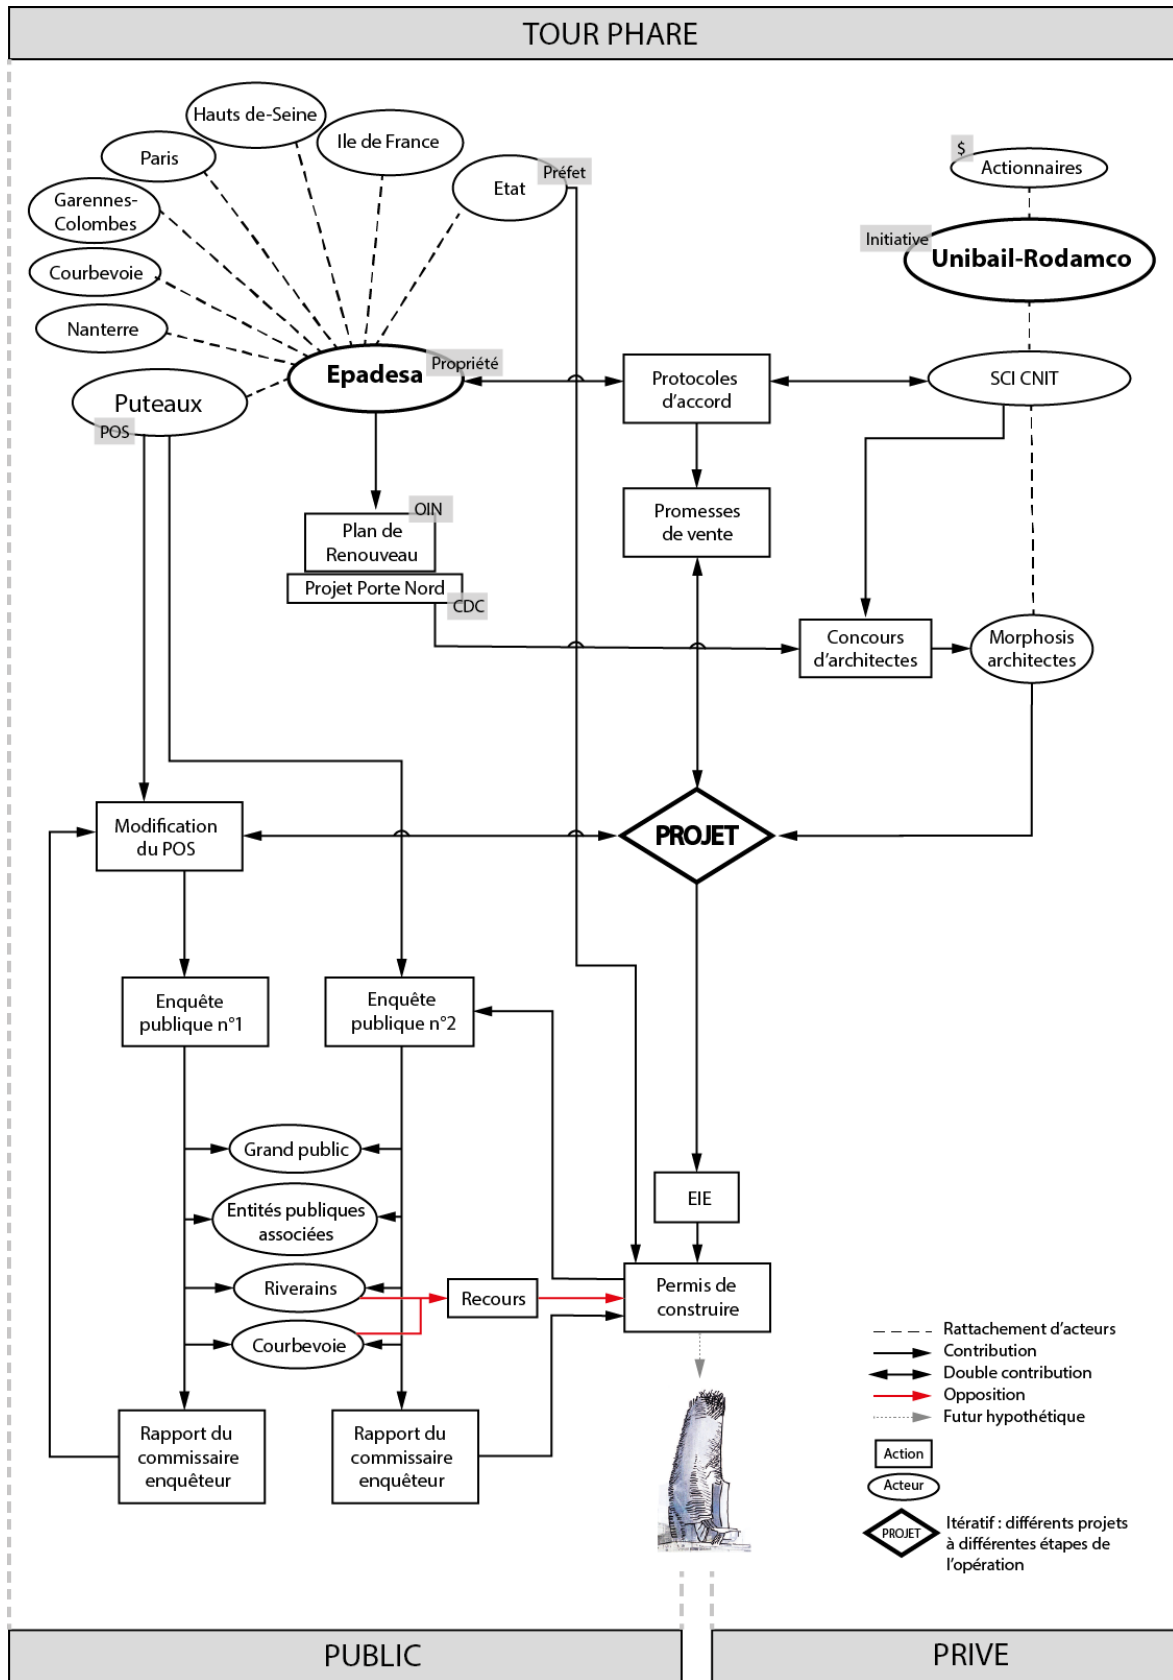 TOUR PHARE
Hauts de-Seine
Ile de France
Paris
Etat
Préfet
Garennes-
Colombes
Courbevoie
Nanterre
Puteaux
POS
Epadesa
Propriété
$
Actionnaires
Initiative
Unibail-Rodamco
Protocoles
d'accord
SCI CNIT
OIN
Plan de
Renouveau
Projet Porte Nord
CDC
Promesses
de vente
Concours
d'architectes
Morphosis
architectes
Modification
du POS
PROJET
Enquête
publique n°1
Enquête
publique n°2
Grand public
Entités publiques
associées
Riverains
Courbevoie
Recours
EIE
Permis de
construire
Rapport du
commissaire
enquêteur
Rapport du
commissaire
enquêteur
Rattachement d'acteurs
Contribution
Double contribution
Opposition
Futur hypothétique
Action
Acteur
PROJET
Itératif : différents projets
à différentes étapes de
l'opération
PUBLIC
PRIVE